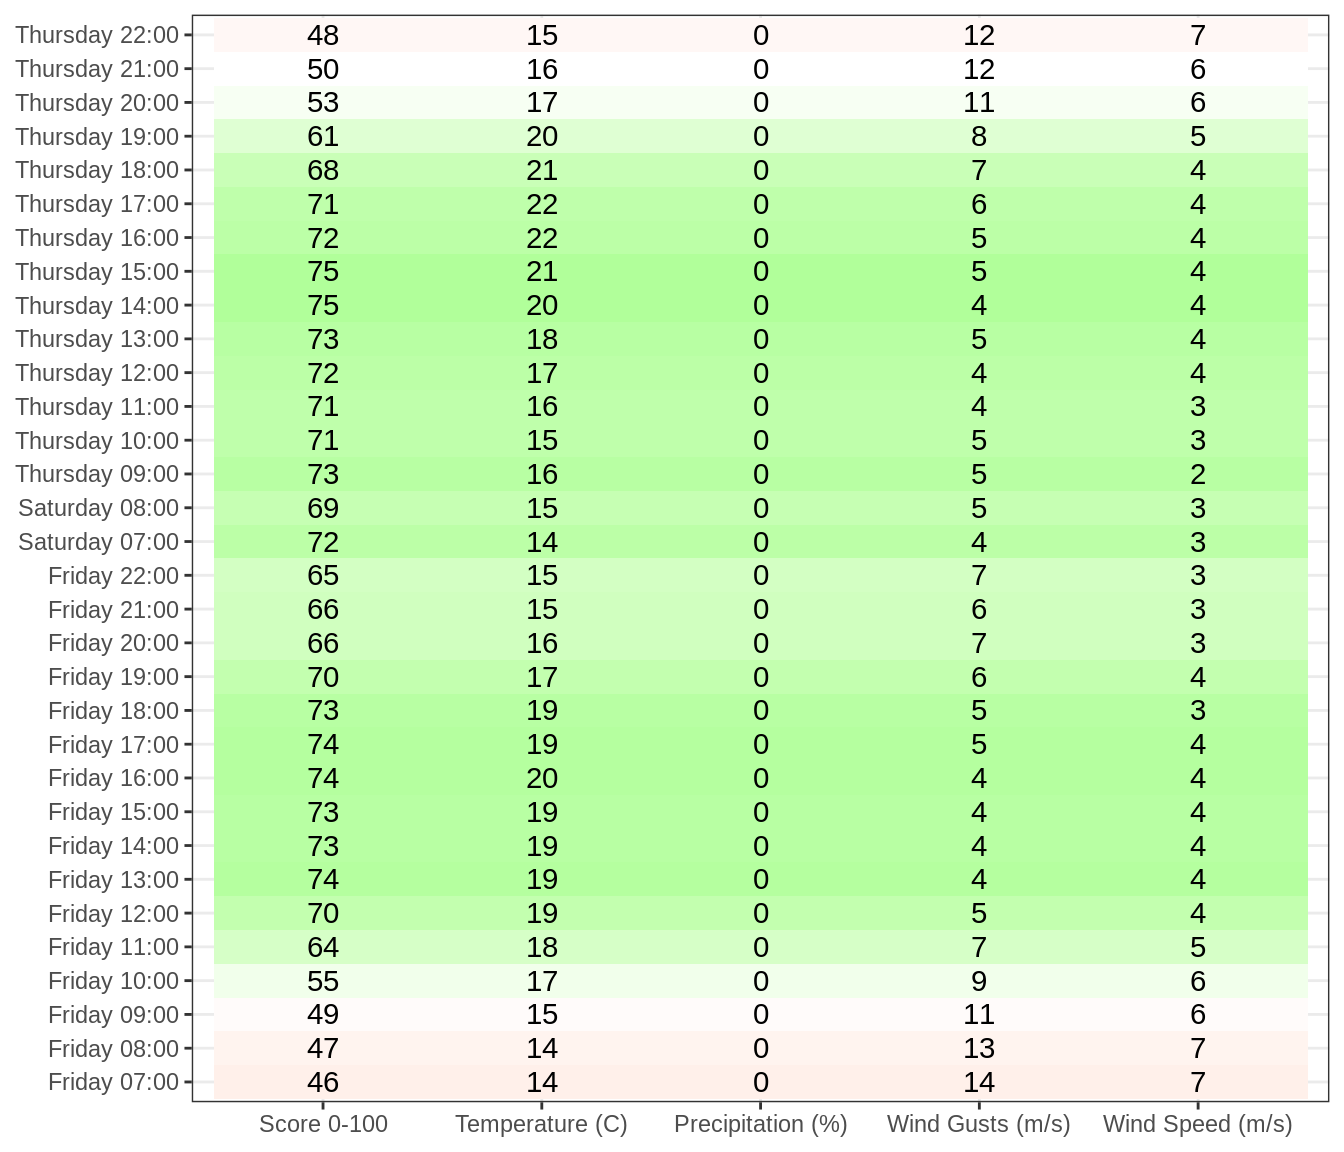 Thursday 22:00 48 15 0 12 7
Thursday 21:00 50 16 0 12 6
Thursday 20:00 53 17 0 11 6
Thursday 19:00 61 20 0 8 5
Thursday 18:00 68 21 0 7 4
Thursday 17:00 71 22 0 6 4
Thursday 16:00 72 22 0 5 4
Thursday 15:00 75 21 0 5 4
Thursday 14:00 75 20 0 4 4
Thursday 13:00 73 18 0 5 4
Thursday 12:00 72 17 0 4 4
Thursday 11:00 71 16 0 4 3
Thursday 10:00 71 15 0 5 3
Thursday 09:00 73 16 0 5 2
Saturday 08:00 69 15 0 5 3
Saturday 07:00 72 14 0 4 3
Friday 22:00 65 15 0 7 3
Friday 21:00 66 15 0 6 3
Friday 20:00 66 16 0 7 3
Friday 19:00 70 17 0 6 4
Friday 18:00 73 19 0 5 3
Friday 17:00 74 19 0 5 4
Friday 16:00 74 20 0 4 4
Friday 15:00 73 19 0 4 4
Friday 14:00 73 19 0 4 4
Friday 13:00 74 19 0 4 4
Friday 12:00 70 19 0 5 4
Friday 11:00 64 18 0 7 5
Friday 10:00 55 17 0 9 6
Friday 09:00 49 15 0 11 6
Friday 08:00 47 14 0 13 7
Friday 07:00 46 14 0 14 7
Score 0-100 Temperature (C) Precipitation (%) Wind Gusts (m/s) Wind Speed (m/s)